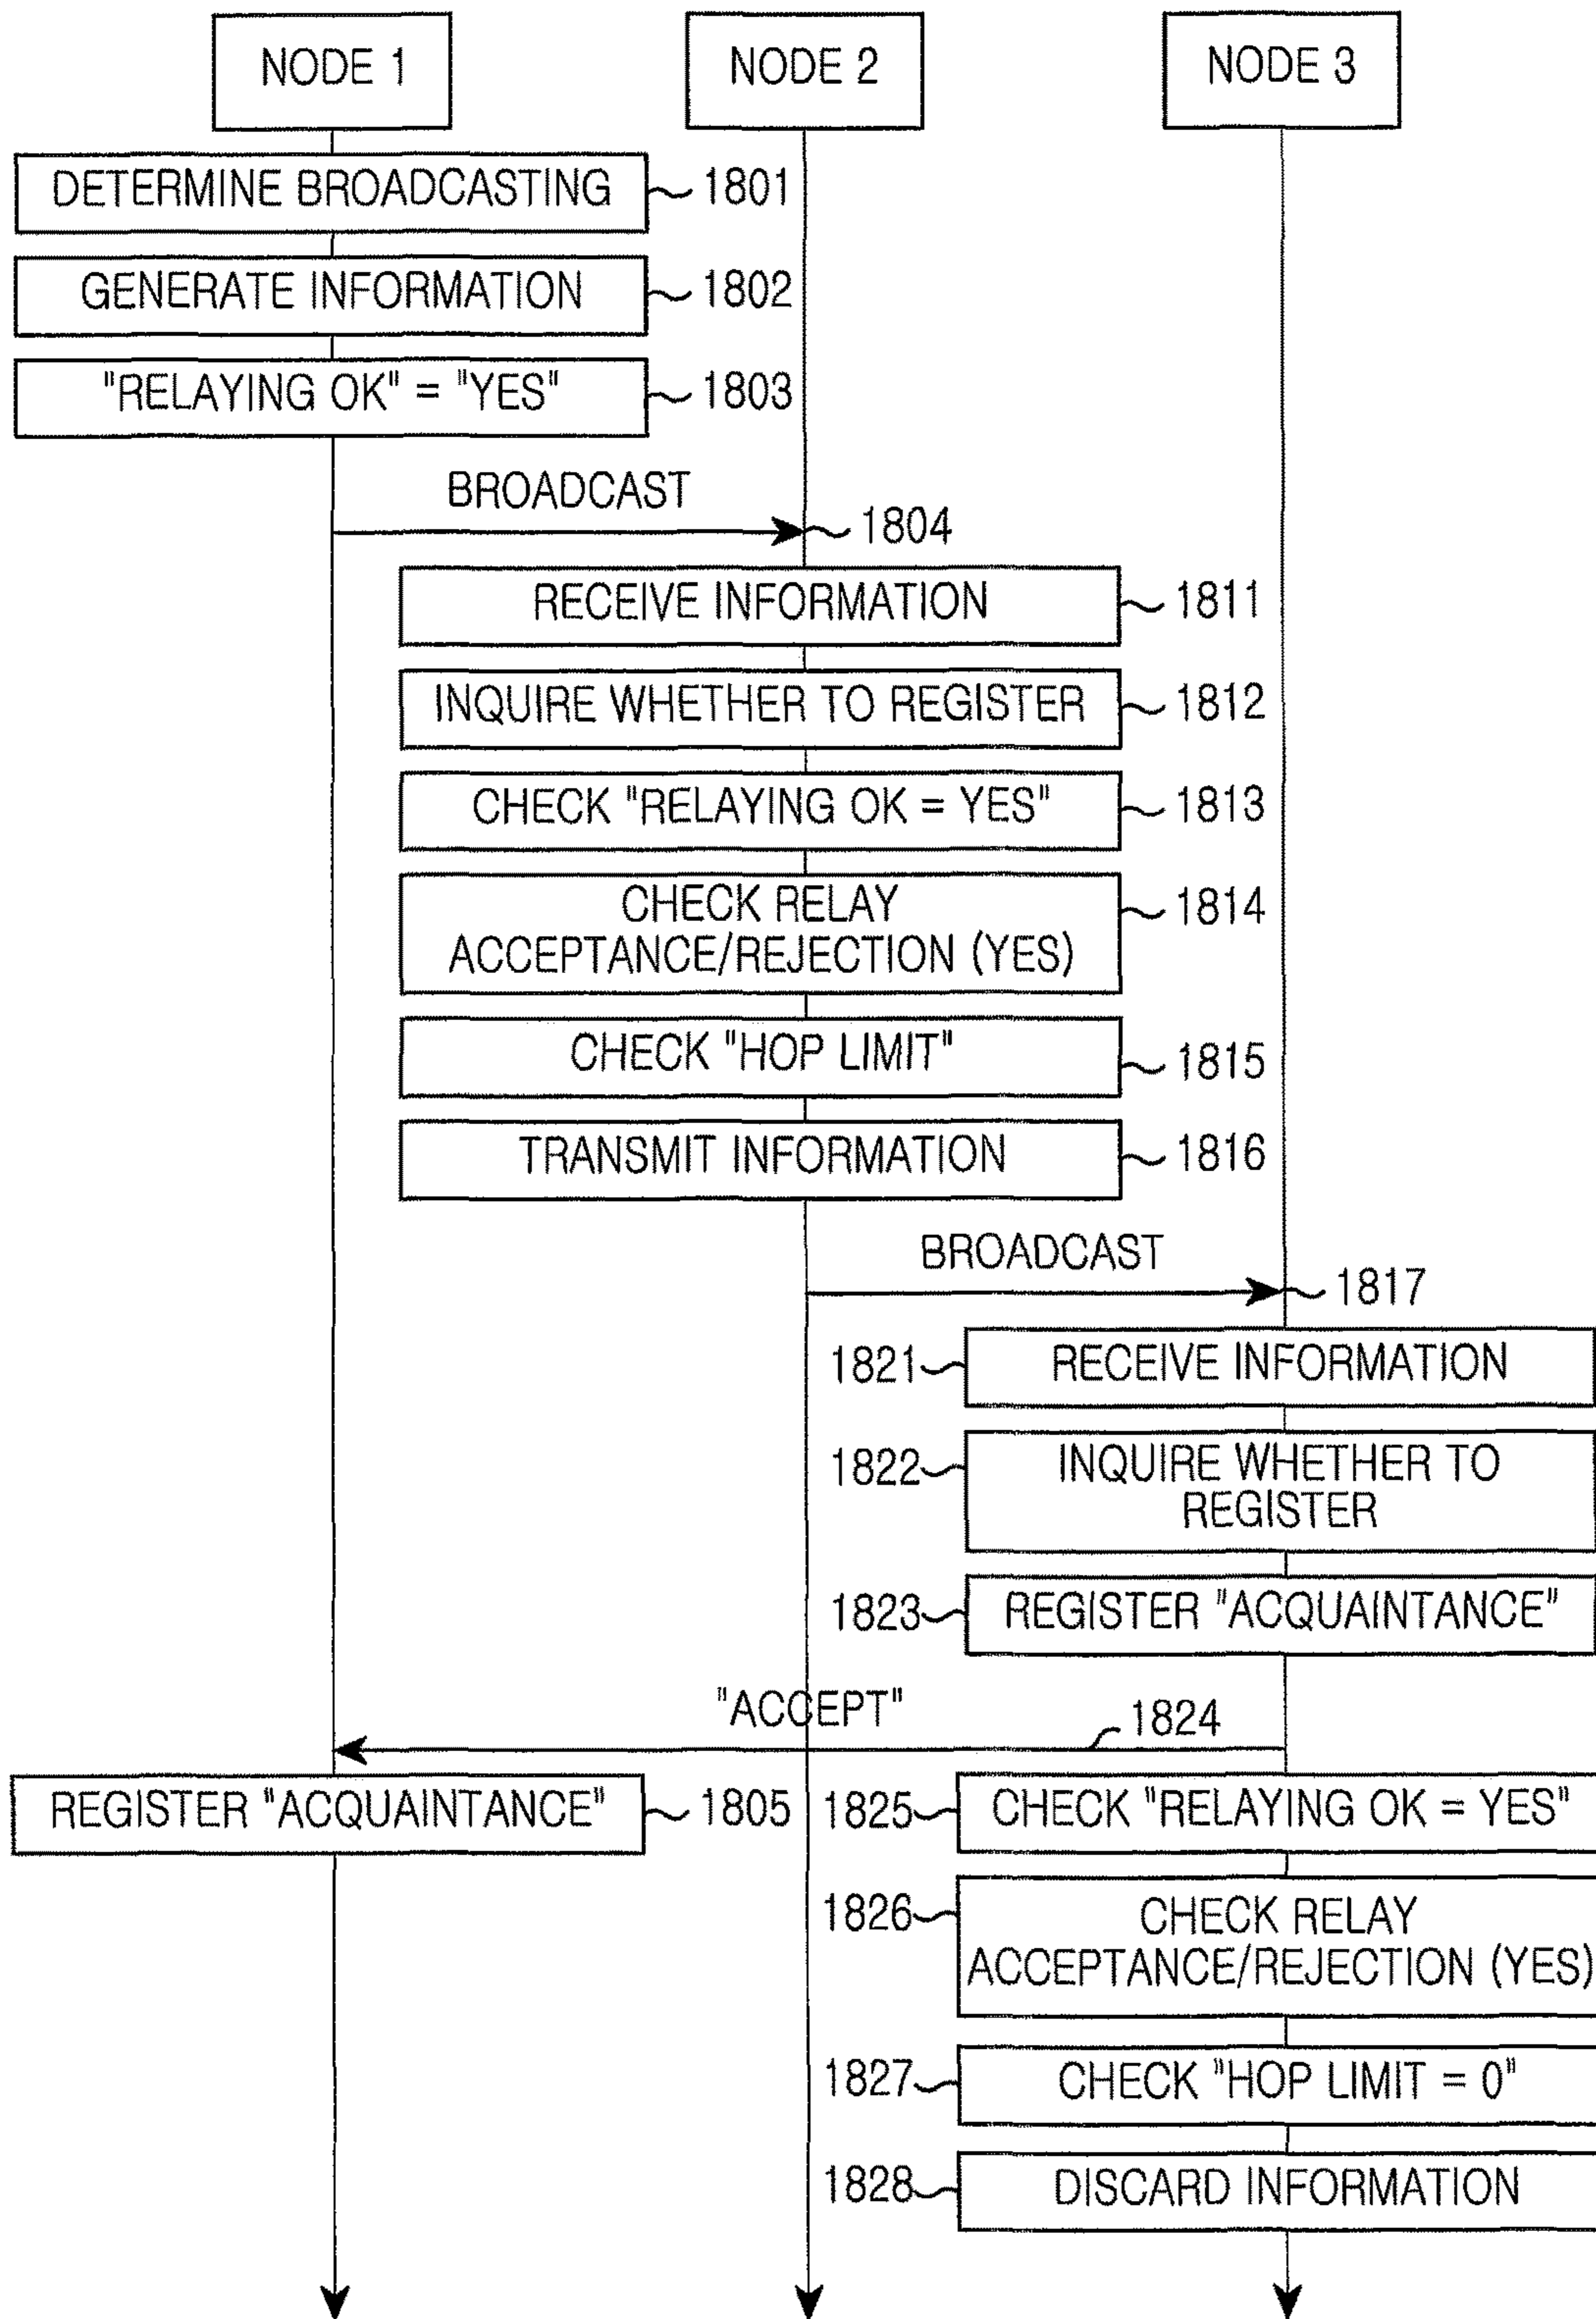 NODE 1
NODE 2
NODE 3
DETERMINE BROADCASTING
1801
GENERATE INFORMATION
1802
"RELAYING OK" = "YES"
1803
BROADCAST
1804
RECEIVE INFORMATION
1811
INQUIRE WHETHER TO REGISTER
1812
CHECK "RELAYING OK = YES"
1813
CHECK RELAY
ACCEPTANCE/REJECTION (YES)
1814
CHECK "HOP LIMIT"
1815
TRANSMIT INFORMATION
1816
BROADCAST
1817
1821
RECEIVE INFORMATION
1822
INQUIRE WHETHER TO
REGISTER
1823
REGISTER "ACQUAINTANCE"
"ACCEPT"
1824
REGISTER "ACQUAINTANCE"
1805
1825
CHECK "RELAYING OK = YES"
1826
CHECK RELAY
ACCEPTANCE/REJECTION (YES)
1827
CHECK "HOP LIMIT = 0"
1828
DISCARD INFORMATION